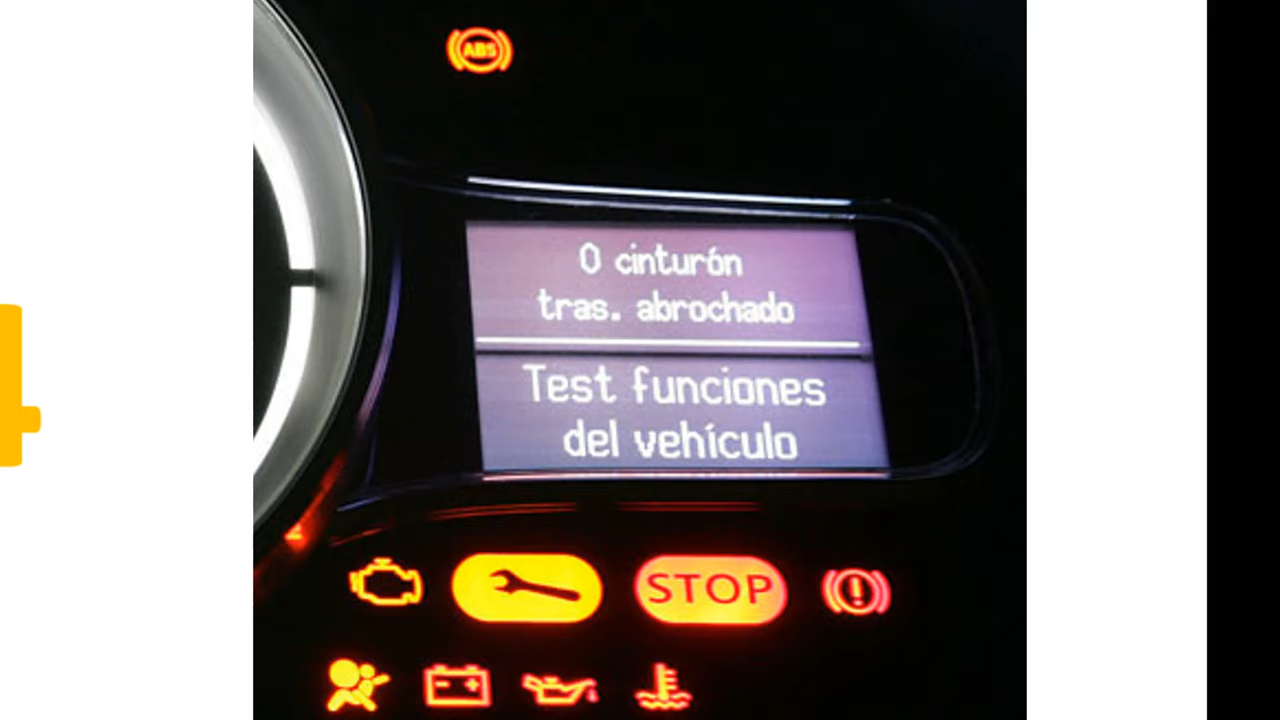 ABS
0 cinturón
tras. abrochado
Test funciones
del vehículo
STOP